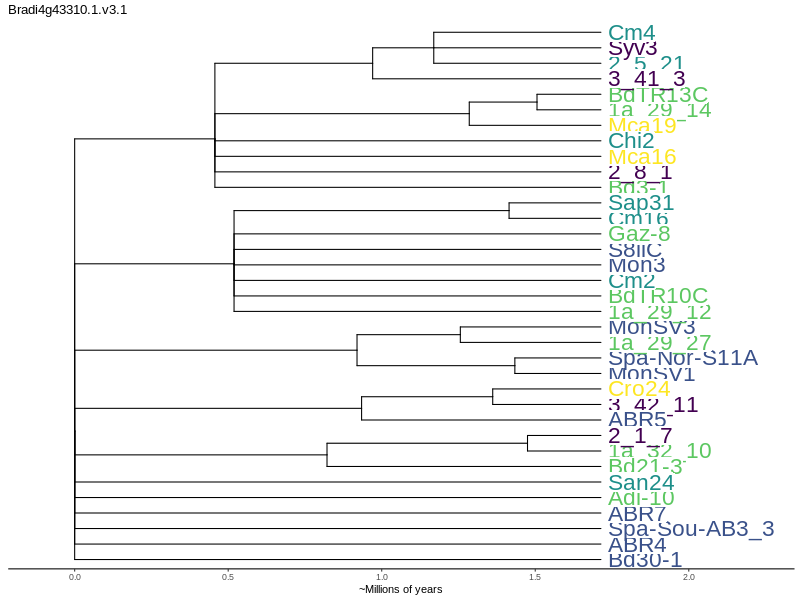 Bradi4g43310.1.v3.1
Cm4
Syv3
2_5_21
3_41_3
BdTR13C
1a_29_14
Mca19
Chi2
Mca16
2_8_1
Bd3-1
Sap31
Cm16
Gaz-8
S8iiC
Mon3
Cm2
BdTR10C
1a_29_12
MonSV3
1a_29_27
Spa-Nor-S11A
MonSV1
Cro24
3_42_11
ABR5
2_1_7
1a_32_10
Bd21-3
San24
Adi-10
ABR7
Spa-Sou-AB3_3
ABR4
Bd30-1
0.0 0.5 1.0 1.5 2.0
~Millions of years